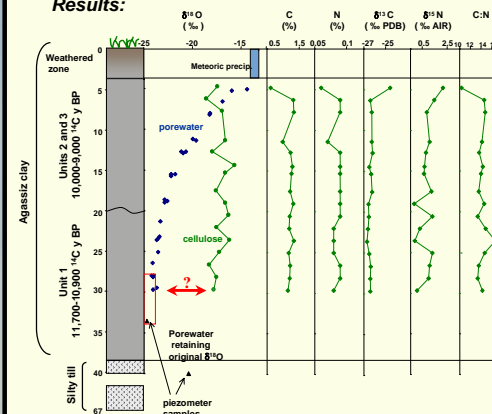 Results:
δ¹⁸O
( ‰ )
C
(%)
N
(%)
δ¹³C
( ‰ PDB)
δ¹⁵N
( ‰ AIR)
C:N
-25
-20
-15
0.5 1.5
0.05 0.1
-27 -25
0.5 2.5
10 12 14
Weathered
zone
Meteoric precip.
0
5
10
15
20
25
30
35
40
67
Agassiz clay
Units 2 and 3
10,000-9,000 ¹⁴C y BP
Unit 1
11,700-10,900 ¹⁴C y BP
Silty till
porewater
cellulose
?
Porewater
retaining
original δ¹⁸O
piezometer
samples